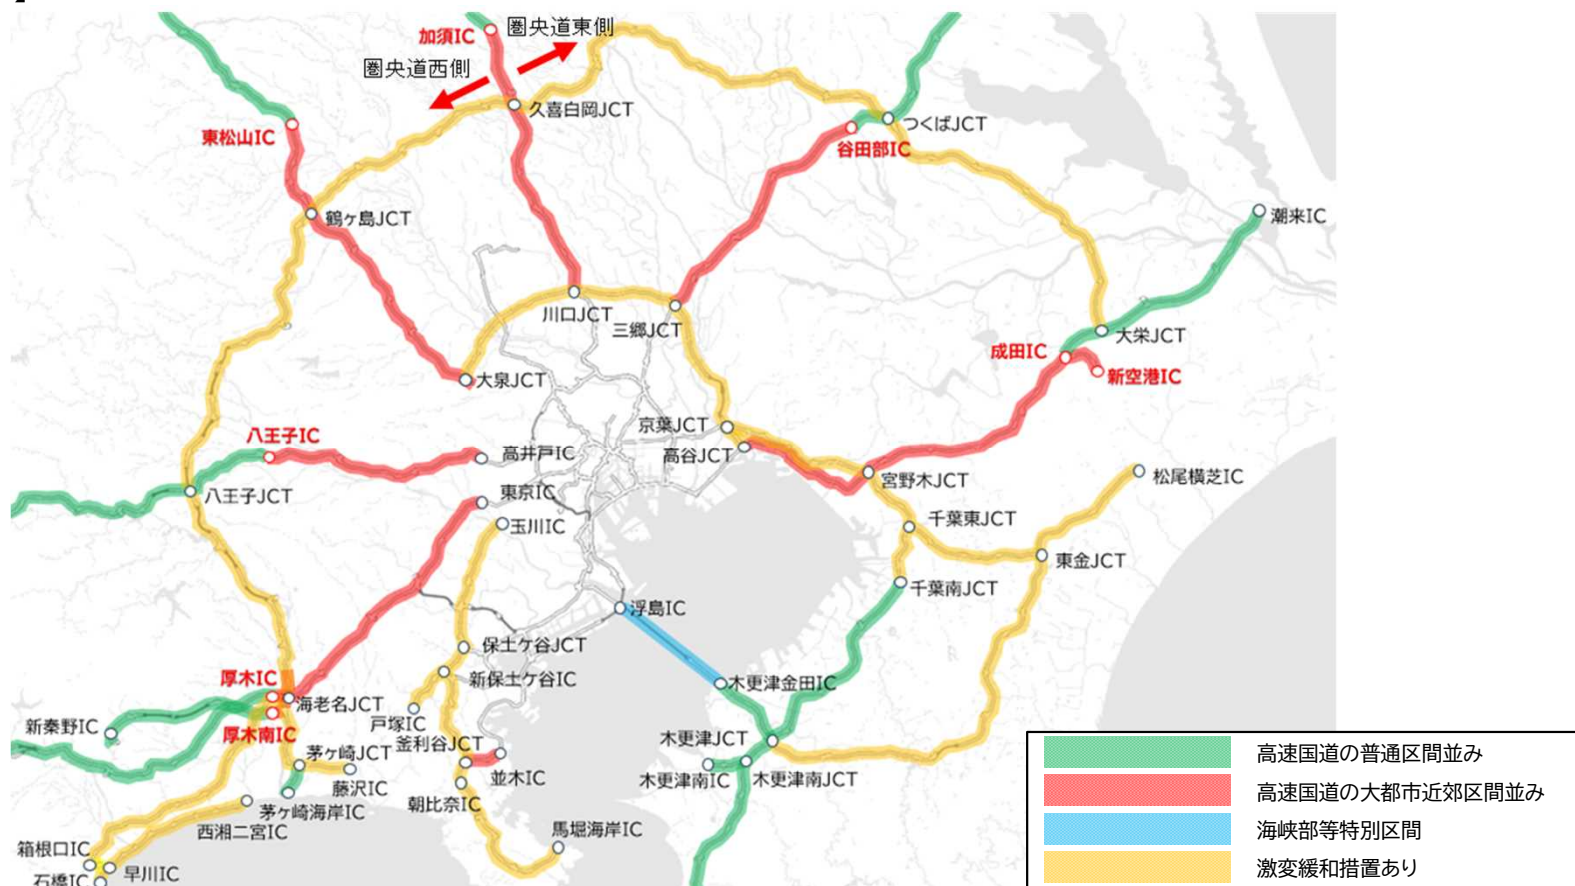 加須IC
圏央道東側
圏央道西側
久喜白岡JCT
東松山IC
つくばJCT
谷田部IC
鶴ヶ島JCT
潮来IC
川口JCT
三郷JCT
大栄JCT
成田IC
新空港IC
大泉JCT
京葉JCT
八王子IC
高井戸IC
高谷JCT
宮野木JCT
松尾横芝IC
八王子JCT
東京IC
玉川IC
千葉東JCT
東金JCT
千葉南JCT
浮島IC
保土ケ谷JCT
新保土ケ谷IC
木更津金田IC
厚木IC
海老名JCT
新秦野IC
厚木南IC
戸塚IC
釜利谷JCT
木更津JCT
茅ヶ崎JCT
並木IC
木更津南IC
木更津南JCT
藤沢IC
茅ヶ崎海岸IC
朝比奈IC
西湘二宮IC
馬堀海岸IC
箱根口IC
早川IC
石橋IC
高速国道の普通区間並み
高速国道の大都市近郊区間並み
海峡部等特別区間
激変緩和措置あり